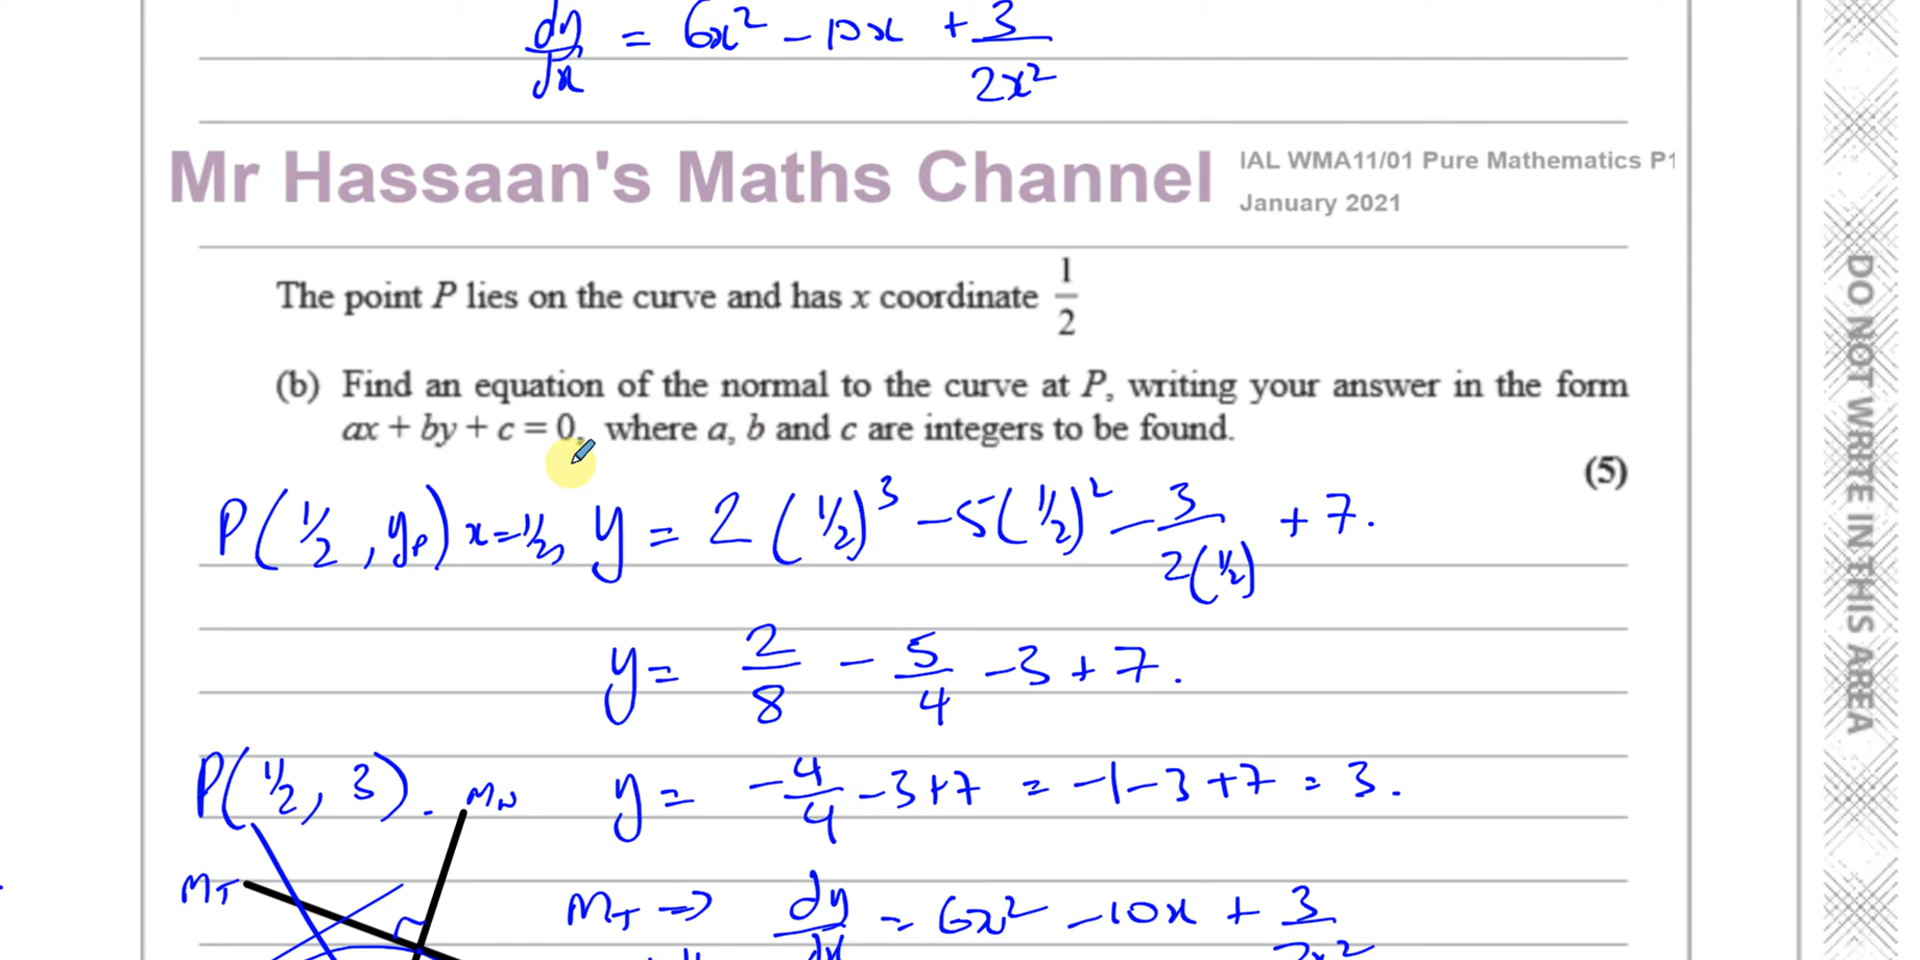 dy/dx = 6x² - 10x + 3/2x²
Mr Hassaan's Maths Channel
IAL WMA11/01 Pure Mathematics P1
January 2021
The point P lies on the curve and has x coordinate 1/2
(b) Find an equation of the normal to the curve at P, writing your answer in the form
ax + by + c = 0, where a, b and c are integers to be found.
(5)
P(1/2, yₚ) x=1/2, y = 2(1/2)³ - 5(1/2)² - 3/2(1/2) + 7.
y = 2/8 - 5/4 - 3 + 7.
P(1/2, 3). y = -4/4 - 3 + 7 = -1 - 3 + 7 = 3.
MN
MT
MT ⇒ dy/dx = 6x² - 10x + 3/2x²
DO NOT WRITE IN THIS AREA